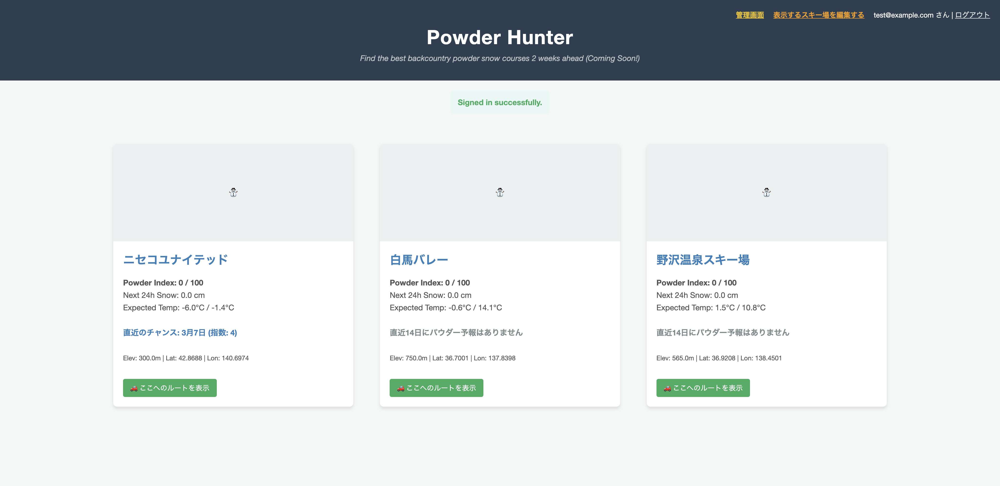 管理画面 表示するスキー場を編集する test@example.com さん | ログアウト
Powder Hunter
Find the best backcountry powder snow courses 2 weeks ahead (Coming Soon!)
Signed in successfully.
ニセコユナイテッド
Powder Index: 0 / 100
Next 24h Snow: 0.0 cm
Expected Temp: -6.0°C / -1.4°C
直近のチャンス: 3月7日 (指数: 4)
Elev: 300.0m | Lat: 42.8688 | Lon: 140.6974
ここへのルートを表示
白馬バレー
Powder Index: 0 / 100
Next 24h Snow: 0.0 cm
Expected Temp: -0.6°C / 14.1°C
直近14日にパウダー予報はありません
Elev: 750.0m | Lat: 36.7001 | Lon: 137.8398
ここへのルートを表示
野沢温泉スキー場
Powder Index: 0 / 100
Next 24h Snow: 0.0 cm
Expected Temp: 1.5°C / 10.8°C
直近14日にパウダー予報はありません
Elev: 565.0m | Lat: 36.9208 | Lon: 138.4501
ここへのルートを表示